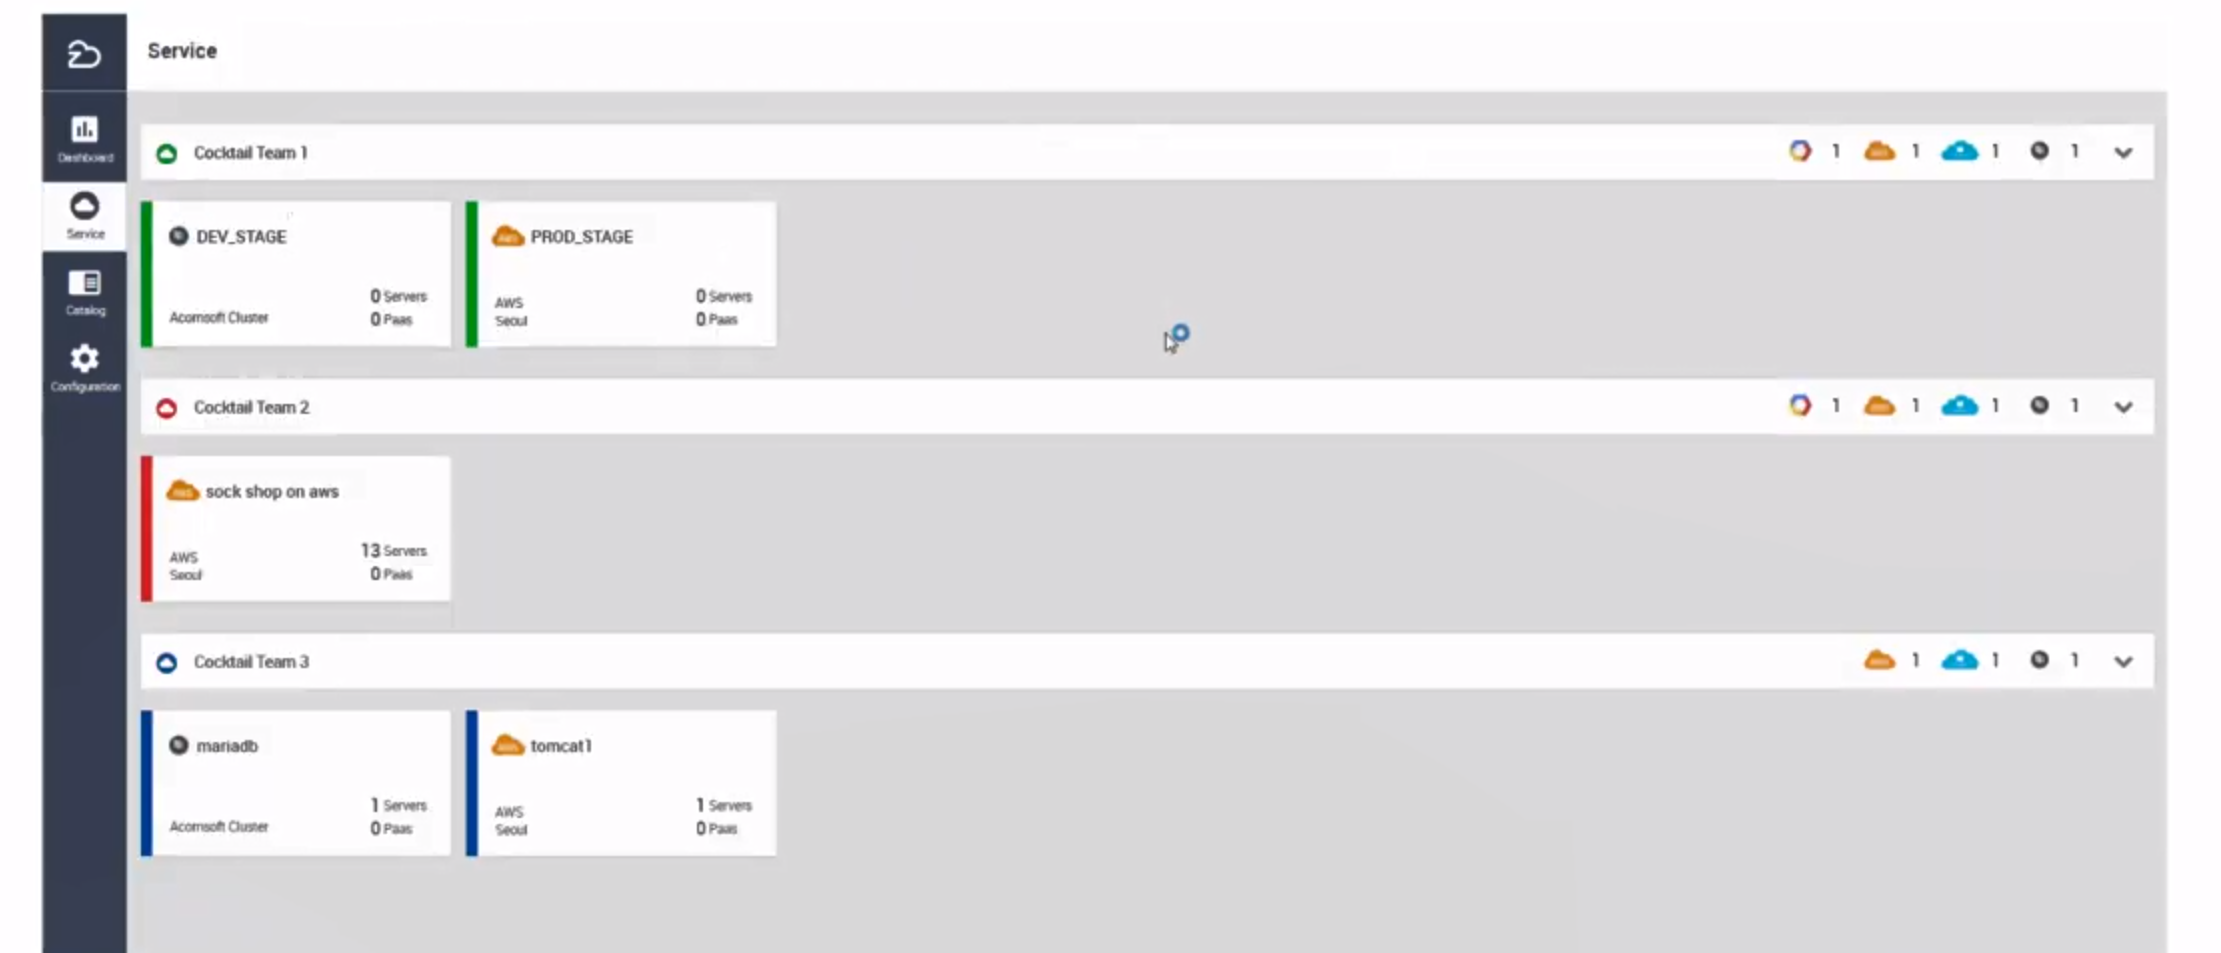 Service
Dashboard
Service
Catalog
Configuration
Cocktail Team 1
1 1 1 1
DEV_STAGE
0 Servers
Acornsoft Cluster
0 Paas
PROD_STAGE
0 Servers
AWS
Seoul
0 Paas
Cocktail Team 2
1 1 1 1
sock shop on aws
13 Servers
AWS
Seoul
0 Paas
Cocktail Team 3
1 1 1
mariadb
1 Servers
Acornsoft Cluster
0 Paas
tomcat1
1 Servers
AWS
Seoul
0 Paas